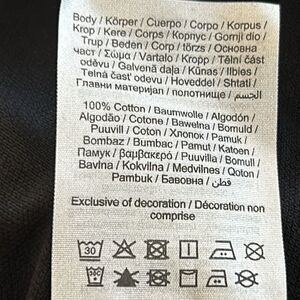 Body / Körper / Cuerpo / Corpo / Korpus /
Krop / Kere / Corps / Корпус / Gornji dio /
Trup / Beden / Corp / törzs / Основна
част / Σώμα / Vartalo / Kropp / Tělní část
oděvu / Galvenā daļa / Kūnas / Ilbies /
Telná časť odevu / Hoveddel / Shtati /
Главни материјал / полотнище / الجسم
100% Cotton / Baumwolle / Algodón /
Algodão / Cotone / Bawełna / Bomuld /
Puuvill / Coton / Хлопок / Pamuk /
Bombaz / Bumbac / Pamut / Katoen /
Памук / βαμβακερό / Puuvilla / Bomull /
Bavlna / Kokvilna / Medvilnės / Qoton /
Pambuk / Бавовна / قطن
Exclusive of decoration / Décoration non
comprise
30